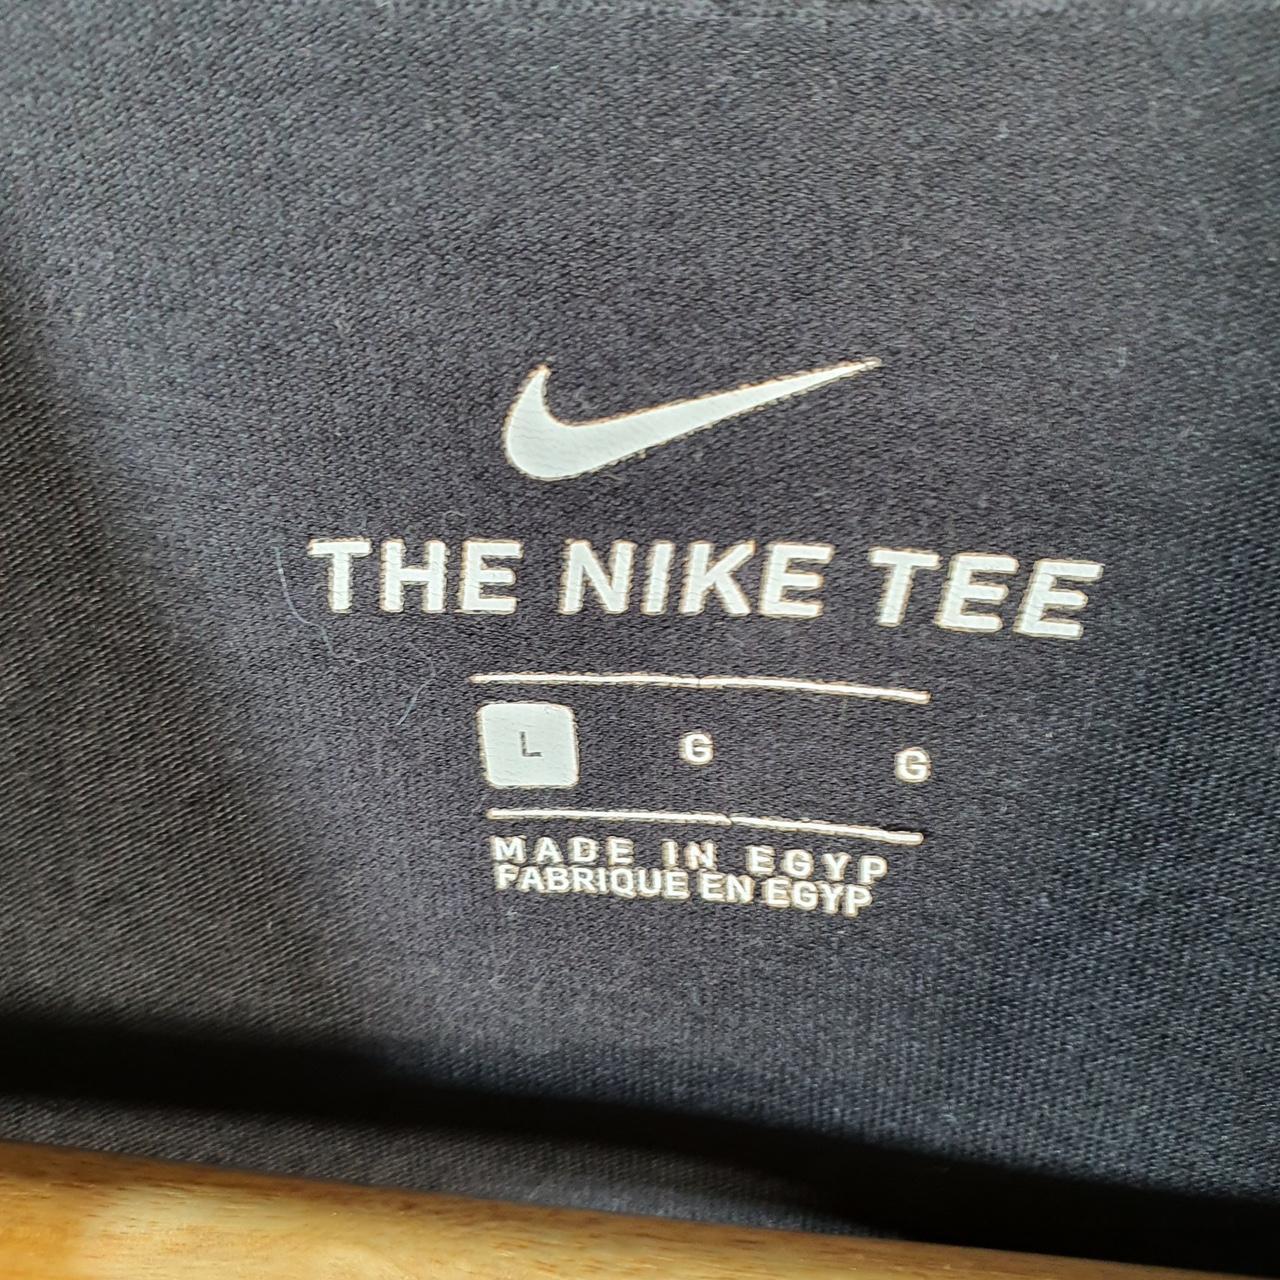 THE NIKE TEE
L G G
MADE IN EGYP
FABRIQUE EN EGYP